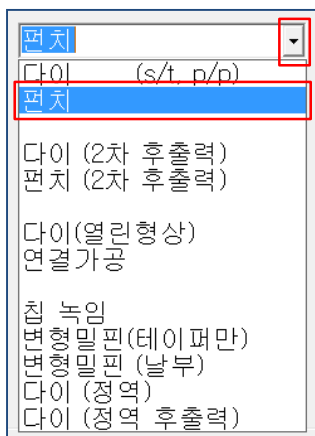 펀치
다이 (s/t, p/p)
펀치
다이 (2차 후출력)
펀치 (2차 후출력)
다이(열린형상)
연결가공
칩 녹임
변형밀핀(테이퍼만)
변형밀핀 (날부)
다이 (정역)
다이 (정역 후출력)